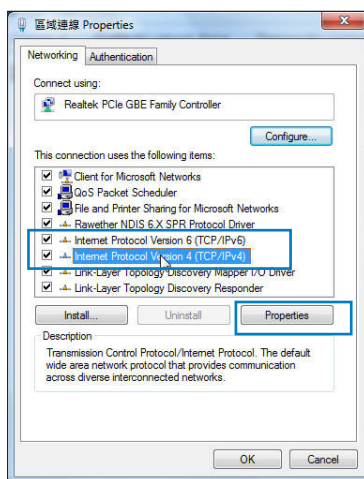 區域連線 Properties
Networking
Authentication
Connect using:
Realtek PCIe GBE Family Controller
Configure...
This connection uses the following items:
Client for Microsoft Networks
QoS Packet Scheduler
File and Printer Sharing for Microsoft Networks
Rawether NDIS 6.X SPR Protocol Driver
Internet Protocol Version 6 (TCP/IPv6)
Internet Protocol Version 4 (TCP/IPv4)
Link-Layer Topology Discovery Mapper I/O Driver
Link-Layer Topology Discovery Responder
Install...
Uninstall
Properties
Description
Transmission Control Protocol/Internet Protocol. The default
wide area network protocol that provides communication
across diverse interconnected networks.
OK
Cancel